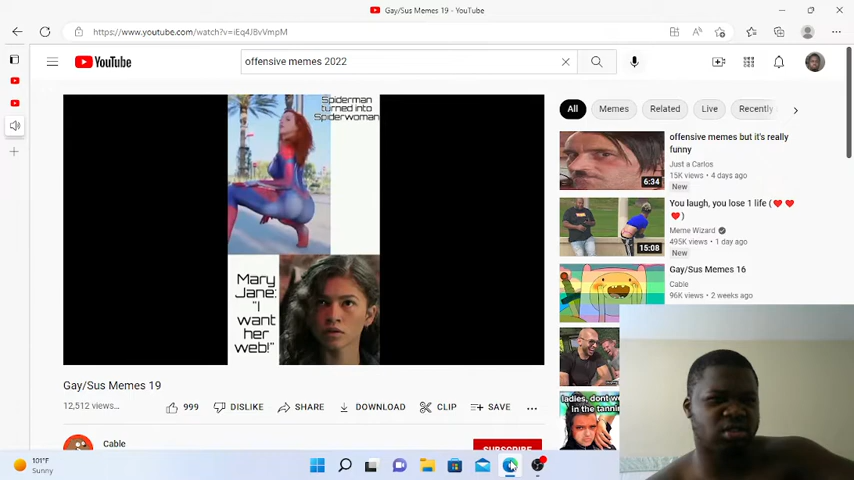 Gay/Sus Memes 19 - YouTube
https://www.youtube.com/watch?v=iEq4J8vVmpM
YouTube
offensive memes 2022
Spiderman
turned into
Spiderwoman
Mary
Jane:
"I
want
her
web!"
All
Memes
Related
Live
Recently
offensive memes but it's really
funny
Just a Carlos
15K views • 4 days ago
New
6:34
You laugh, you lose 1 life (❤️ ❤️
❤️)
Meme Wizard
495K views • 1 day ago
New
15:08
Gay/Sus Memes 16
Cable
96K views • 2 weeks ago
ladies, dont w
in the tannin
Gay/Sus Memes 19
12,512 views...
999
DISLIKE
SHARE
DOWNLOAD
CLIP
SAVE
Cable
SUBSCRIBE
101°F
Sunny